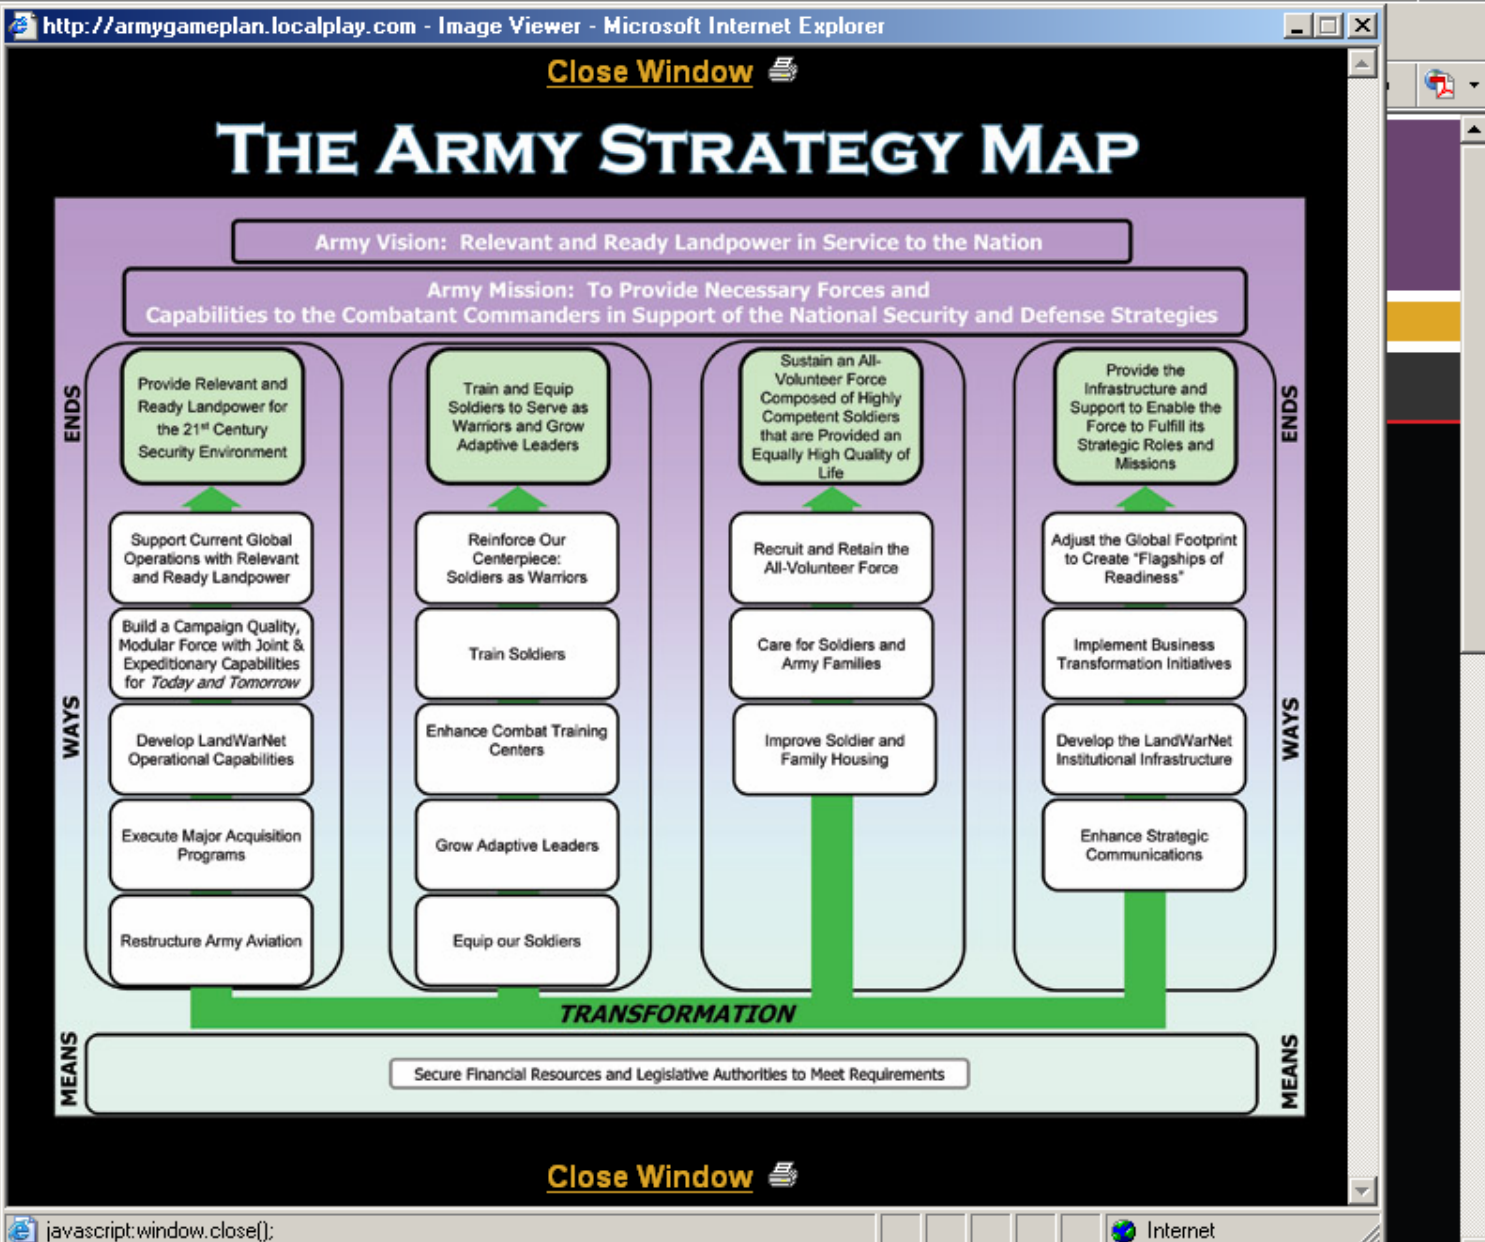 http://armygameplan.localplay.com - Image Viewer - Microsoft Internet Explorer
Close Window
THE ARMY STRATEGY MAP
Army Vision: Relevant and Ready Landpower in Service to the Nation
Army Mission: To Provide Necessary Forces and
Capabilities to the Combatant Commanders in Support of the National Security and Defense Strategies
ENDS
Provide Relevant and
Ready Landpower for
the 21st Century
Security Environment
Train and Equip
Soldiers to Serve as
Warriors and Grow
Adaptive Leaders
Sustain an All-
Volunteer Force
Composed of Highly
Competent Soldiers
that are Provided an
Equally High Quality of
Life
Provide the
Infrastructure and
Support to Enable the
Force to Fulfill its
Strategic Roles and
Missions
ENDS
WAYS
Support Current Global
Operations with Relevant
and Ready Landpower
Build a Campaign Quality,
Modular Force with Joint &
Expeditionary Capabilities
for Today and Tomorrow
Develop LandWarNet
Operational Capabilities
Execute Major Acquisition
Programs
Restructure Army Aviation
Reinforce Our
Centerpiece:
Soldiers as Warriors
Train Soldiers
Enhance Combat Training
Centers
Grow Adaptive Leaders
Equip our Soldiers
Recruit and Retain the
All-Volunteer Force
Care for Soldiers and
Army Families
Improve Soldier and
Family Housing
Adjust the Global Footprint
to Create "Flagships of
Readiness"
Implement Business
Transformation Initiatives
Develop the LandWarNet
Institutional Infrastructure
Enhance Strategic
Communications
WAYS
TRANSFORMATION
MEANS
Secure Financial Resources and Legislative Authorities to Meet Requirements
MEANS
Close Window
javascript:window.close();
Internet